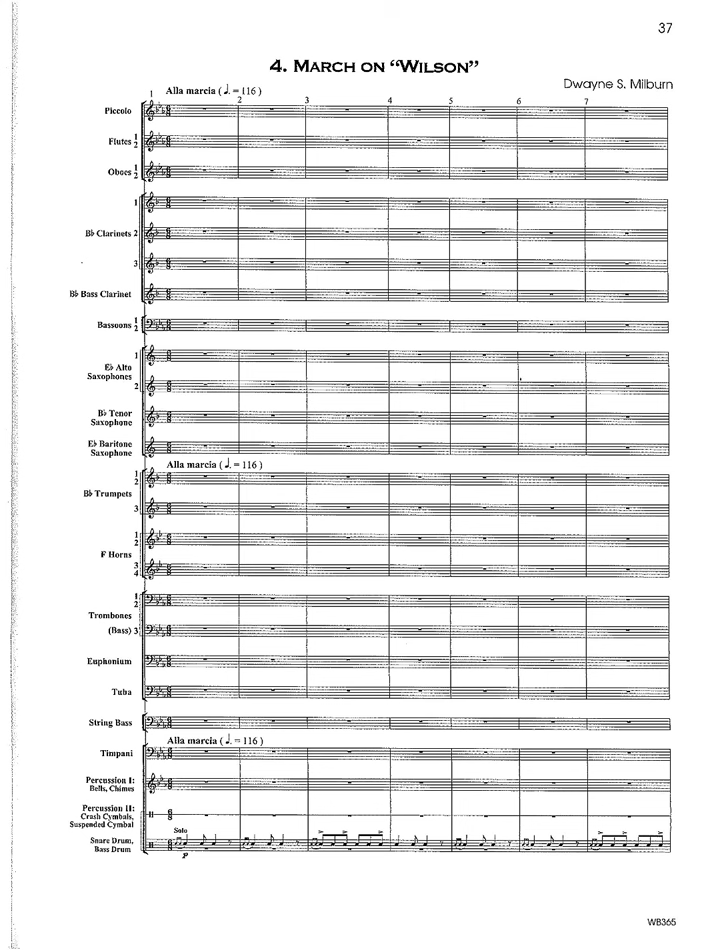 37
4. MARCH ON “WILSON”
Dwayne S. Milburn
Alla marcia ( ♩. = 116 )
1 2 3 4 5 6 7
Piccolo
Flutes 1 2
Oboes 1 2
1
B♭ Clarinets 2
3
B♭ Bass Clarinet
Bassoons 1 2
1
E♭ Alto
Saxophones
2
B♭ Tenor
Saxophone
E♭ Baritone
Saxophone
Alla marcia ( ♩. = 116 )
1 2
B♭ Trumpets
3
1 2
F Horns
3 4
1 2
Trombones
(Bass) 3
Euphonium
Tuba
String Bass
Alla marcia ( ♩. = 116 )
Timpani
Percussion I:
Bells, Chimes
Percussion II:
Crash Cymbals,
Suspended Cymbal
Solo
Snare Drum,
Bass Drum
p
WB365